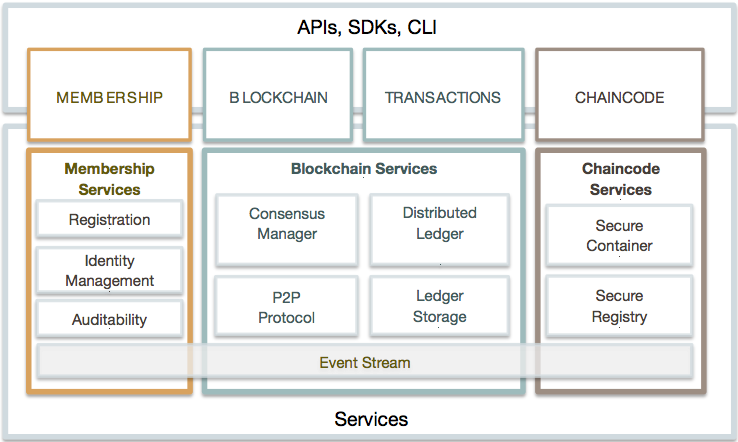 APIs, SDKs, CLI
MEMBERSHIP
BLOCKCHAIN
TRANSACTIONS
CHAINCODE
Membership
Services
Registration
Identity
Management
Auditability
Blockchain Services
Consensus
Manager
Distributed
Ledger
P2P
Protocol
Ledger
Storage
Chaincode
Services
Secure
Container
Secure
Registry
Event Stream
Services